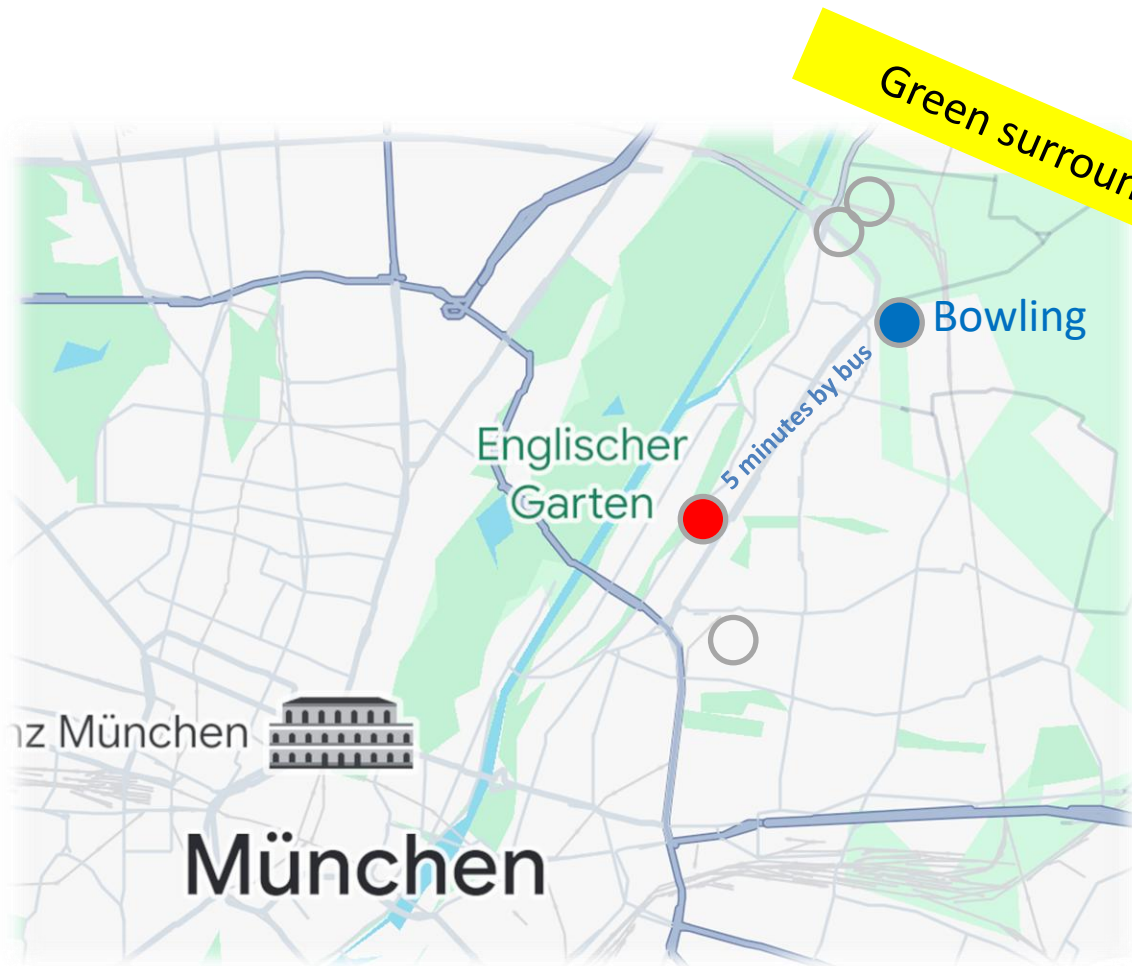 Green surroun
Bowling
5 minutes by bus
Englischer
Garten
nz München
München